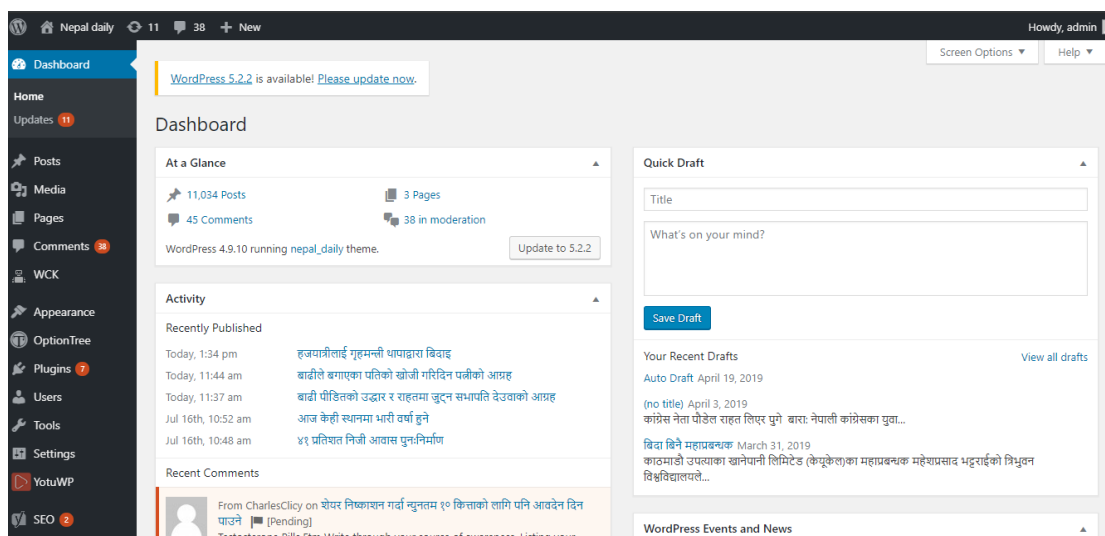 Nepal daily 11 38 + New Howdy, admin
Screen Options ▼ Help ▼
Dashboard
Home
Updates 11
Posts
Media
Pages
Comments 38
WCK
Appearance
OptionTree
Plugins 7
Users
Tools
Settings
YotuWP
SEO 2
WordPress 5.2.2 is available! Please update now.
Dashboard
At a Glance
11,034 Posts 3 Pages
45 Comments 38 in moderation
WordPress 4.9.10 running nepal_daily theme. Update to 5.2.2
Activity
Recently Published
Today, 1:34 pm हजयात्रीलाई गृहमन्त्री थापाद्वारा बिदाइ
Today, 11:44 am बाढीले बगाएका पतिको खोजी गरिदिन पत्नीको आग्रह
Today, 11:37 am बाढी पीडितको उद्धार र राहतमा जुट्न सभापति देउवाको आग्रह
Jul 16th, 10:52 am आज केही स्थानमा भारी वर्षा हुने
Jul 16th, 10:48 am ४१ प्रतिशत निजी आवास पुनःनिर्माण
Recent Comments
From CharlesClicy on शेयर निष्काशन गर्दा न्युनतम १० कित्ताको लागि पनि आवदेन दिन
पाउने [Pending]
Quick Draft
Title
What's on your mind?
Save Draft
Your Recent Drafts View all drafts
Auto Draft April 19, 2019
(no title) April 3, 2019
कांग्रेस नेता पौडेल राहत लिएर पुगे बारा: नेपाली कांग्रेसका युवा...
बिदा बिनै महाप्रबन्धक March 31, 2019
काठमाडौ उपत्याका खानेपानी लिमिटेड (केयूकेल)का महाप्रबन्धक महेशप्रसाद भट्टराईको त्रिभुवन
विश्वविद्यालयले...
WordPress Events and News